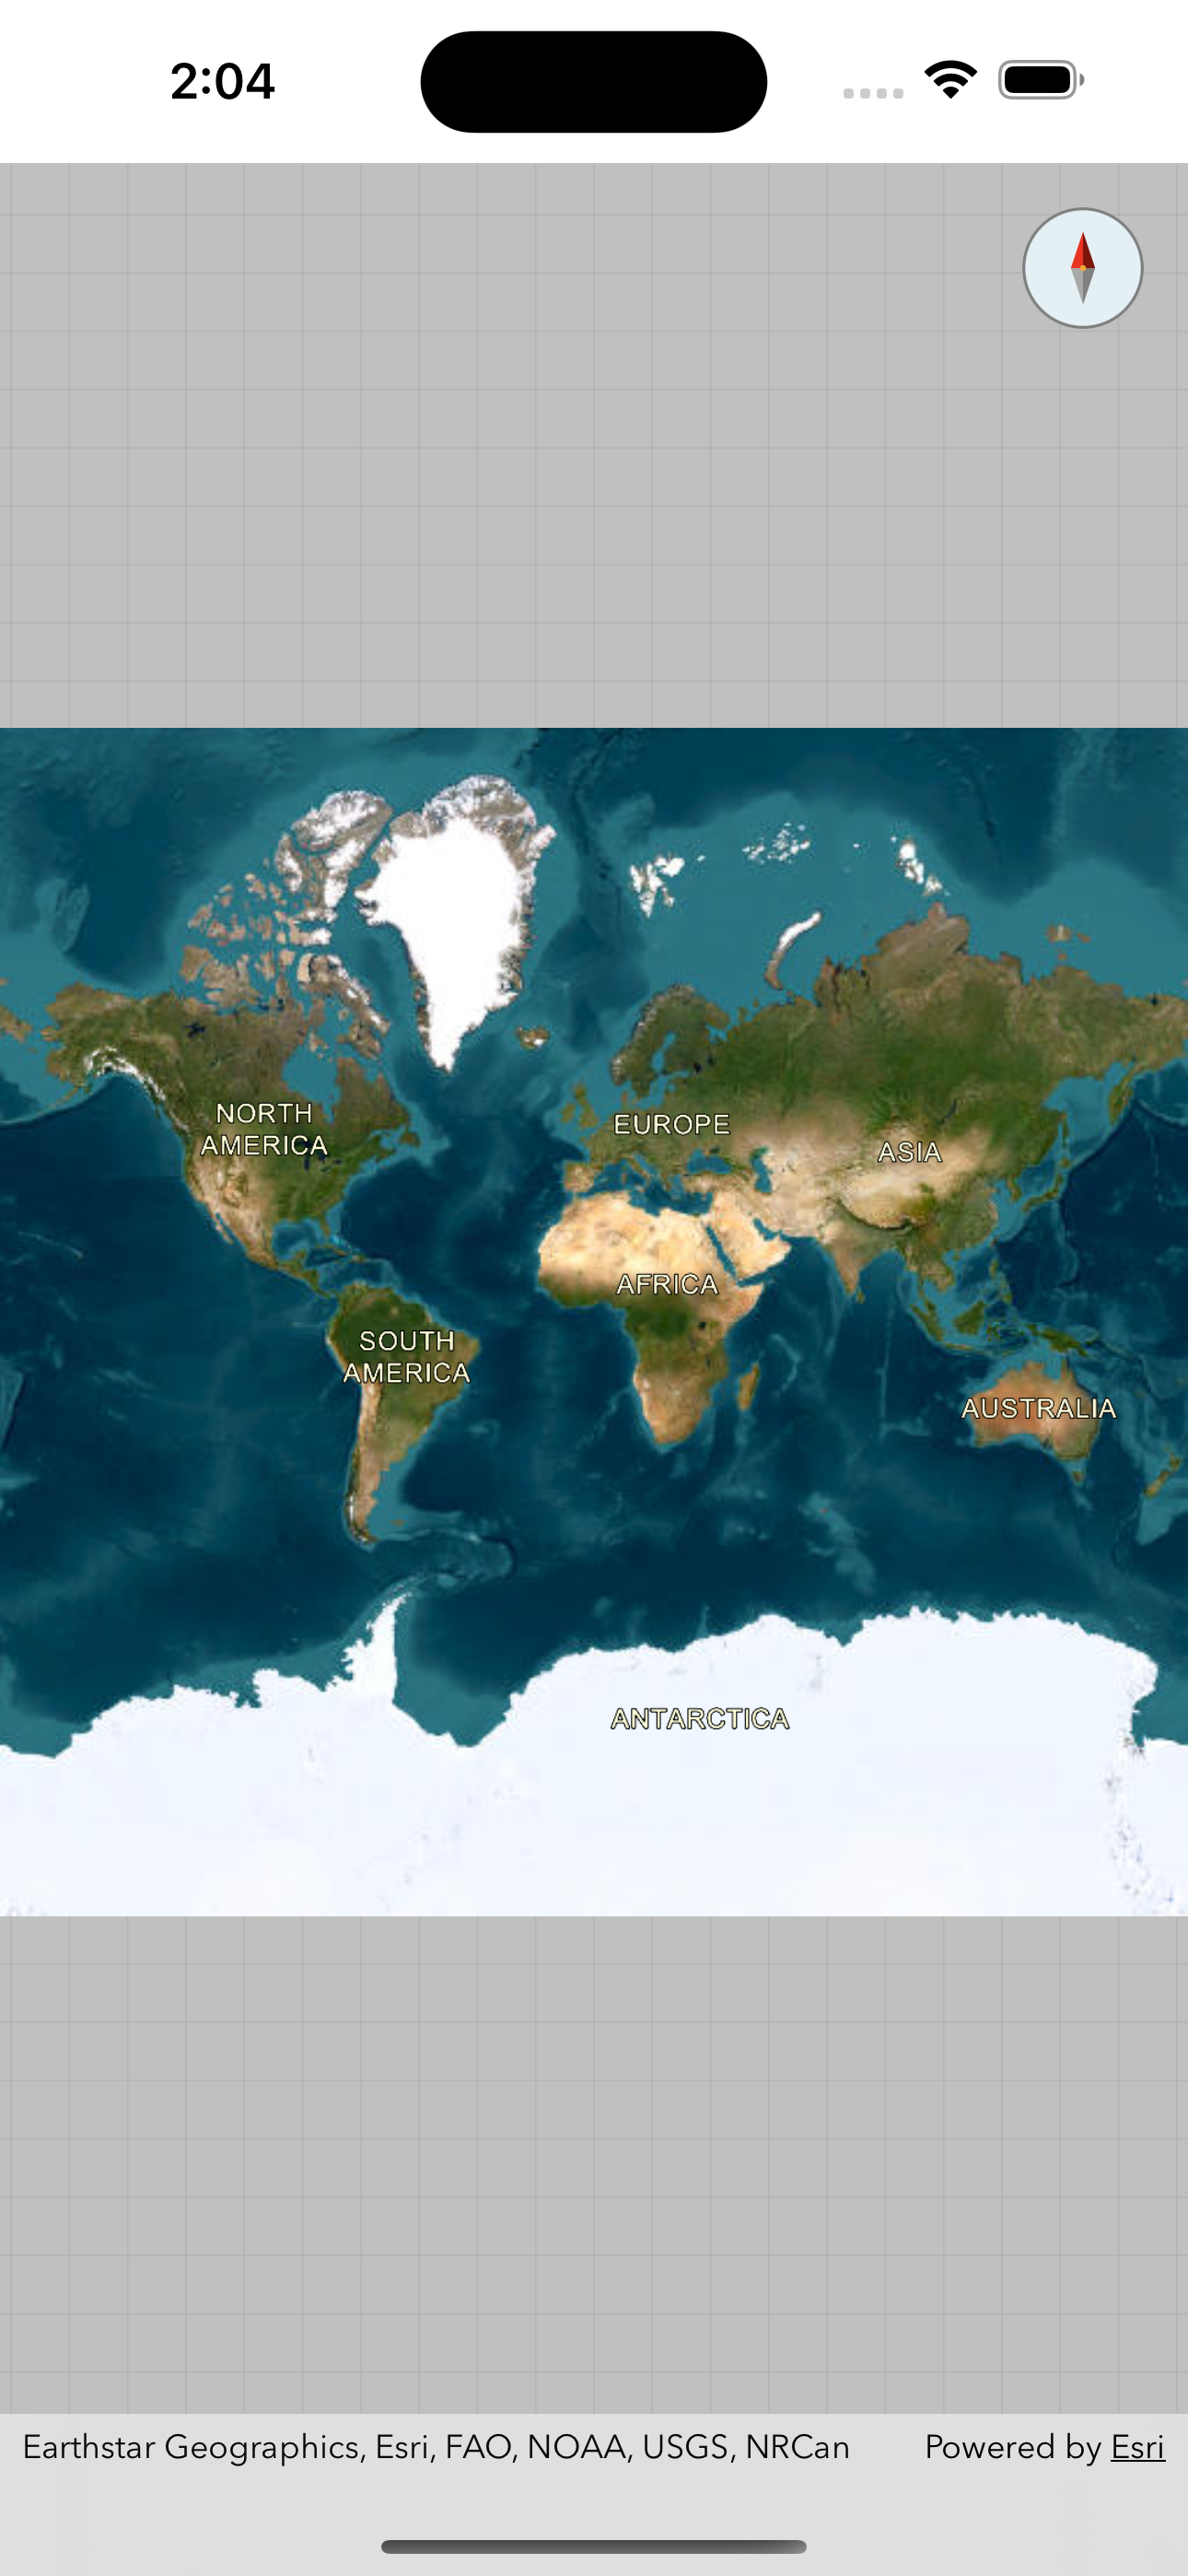 2:04
NORTH
AMERICA
EUROPE
ASIA
AFRICA
SOUTH
AMERICA
AUSTRALIA
ANTARCTICA
Earthstar Geographics, Esri, FAO, NOAA, USGS, NRCan
Powered by Esri